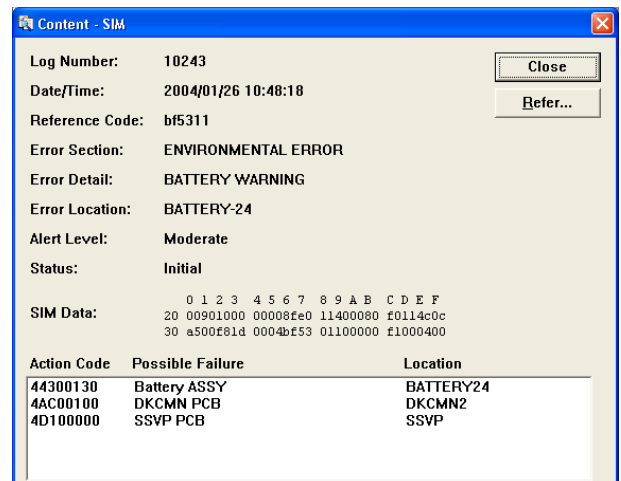 Content - SIM
Log Number: 10243
Close
Date/Time: 2004/01/26 10:48:18
Refer...
Reference Code: bf5311
Error Section: ENVIRONMENTAL ERROR
Error Detail: BATTERY WARNING
Error Location: BATTERY-24
Alert Level: Moderate
Status: Initial
0 1 2 3 4 5 6 7 8 9 A B C D E F
SIM Data: 20 00901000 00008fe0 11400080 f0114c0c
30 a500f81d 0004bf53 01100000 f1000400
Action Code Possible Failure Location
44300130 Battery ASSY BATTERY24
4AC00100 DKCMN PCB DKCMN2
4D100000 SSVP PCB SSVP